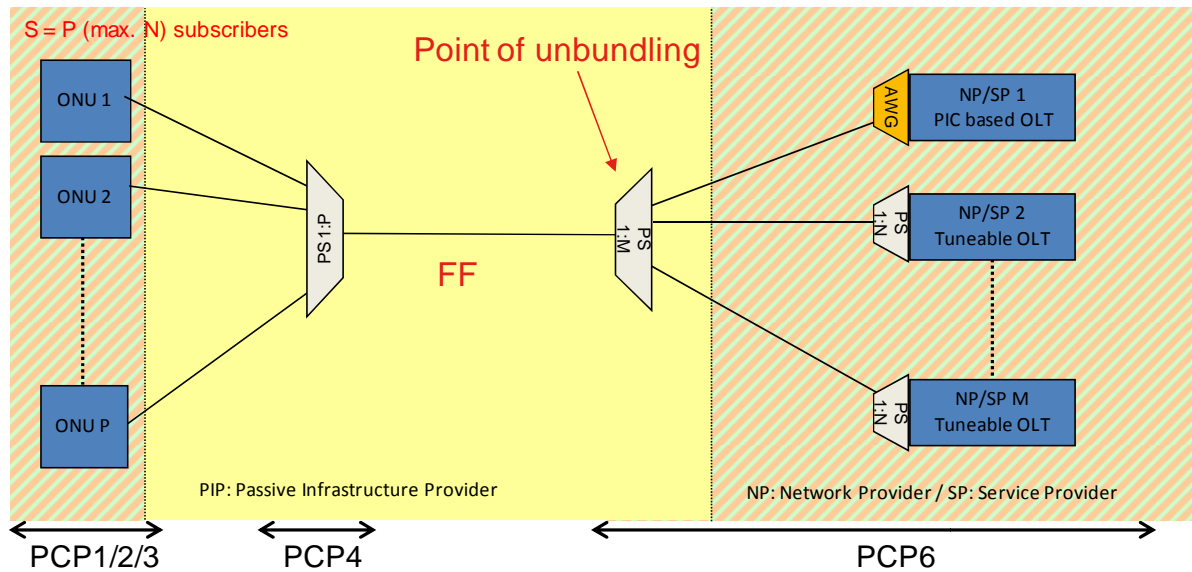 S = P (max. N) subscribers
Point of unbundling
ONU 1
ONU 2
ONU P
PS 1:P
FF
PS
1:M
AWG
NP/SP 1
PIC based OLT
PS
1:N
NP/SP 2
Tuneable OLT
PS
1:N
NP/SP M
Tuneable OLT
PIP: Passive Infrastructure Provider
NP: Network Provider / SP: Service Provider
PCP1/2/3
PCP4
PCP6